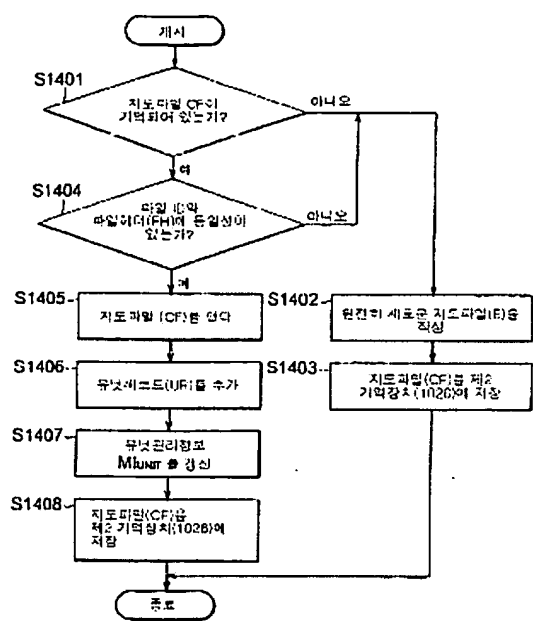 개시
S1401
지도파일 CF가
기억되어 있는가?
아니오
예
S1404
파일 ID와
파일헤더(FH)에 동일성이
있는가?
아니오
예
S1405
지도파일 (CF)를 연다
S1402
완전히 새로운 지도파일(E)을
작성
S1406
유닛레코드(UR)를 추가
S1403
지도파일(CF)을 제2
기억장치(1026)에 저장
S1407
유닛관리정보
MIUNIT 를 갱신
S1408
지도파일(CF)을
제2 기억장치(1026)에
저장
종료